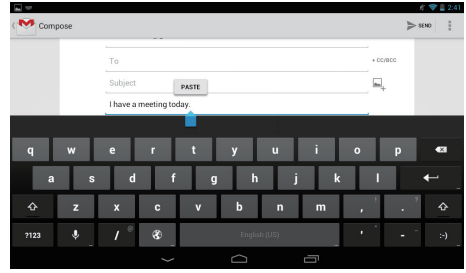 2:41
Compose
SEND
To
+ CC/BCC
Subject
PASTE
I have a meeting today.
q w e r t y u i o p
a s d f g h j k l
z x c v b n m , ! . ?
?123 / @ English (US) ' " - _ :-)